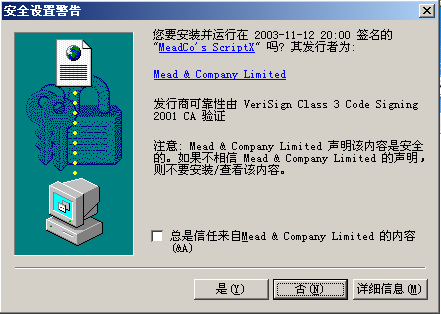 安全设置警告
您要安装并运行在 2003-11-12 20:00 签名的
“MeadCo's ScriptX” 吗? 其发行者为:
Mead & Company Limited
发行商可靠性由 VeriSign Class 3 Code Signing
2001 CA 验证
注意: Mead & Company Limited 声明该内容是安全
的。如果不相信 Mead & Company Limited 的声明,
则不要安装/查看该内容。
总是信任来自Mead & Company Limited 的内容
(&A)
是(Y)
否(N)
详细信息(M)